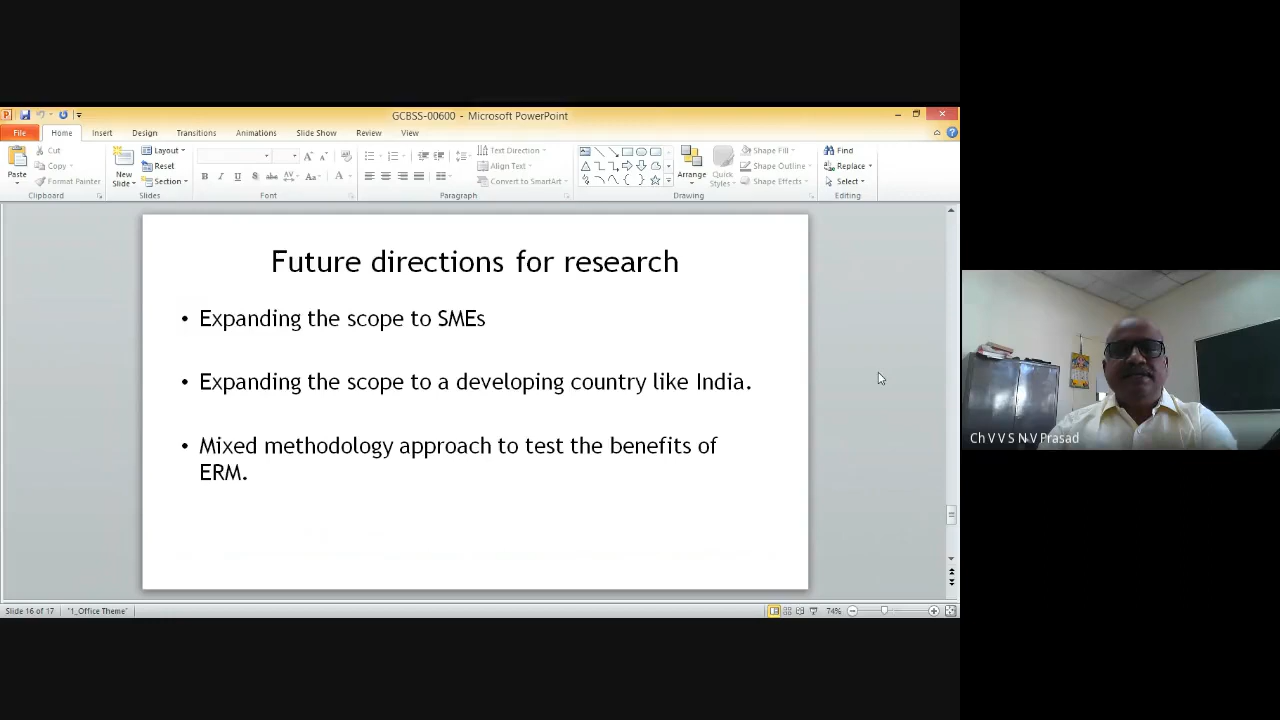 GCBSS-00600 - Microsoft PowerPoint
File Home Insert Design Transitions Animations Slide Show Review View
Paste
Cut
Copy
Format Painter
Clipboard
New Slide
Layout
Reset
Section
Slides
Font
Text Direction
Align Text
Convert to SmartArt
Paragraph
Arrange
Quick Styles
Shape Fill
Shape Outline
Shape Effects
Drawing
Find
Replace
Select
Editing
Future directions for research
• Expanding the scope to SMEs
• Expanding the scope to a developing country like India.
• Mixed methodology approach to test the benefits of
ERM.
Ch V V S N V Prasad
Slide 16 of 17 "1_Office Theme" 74%